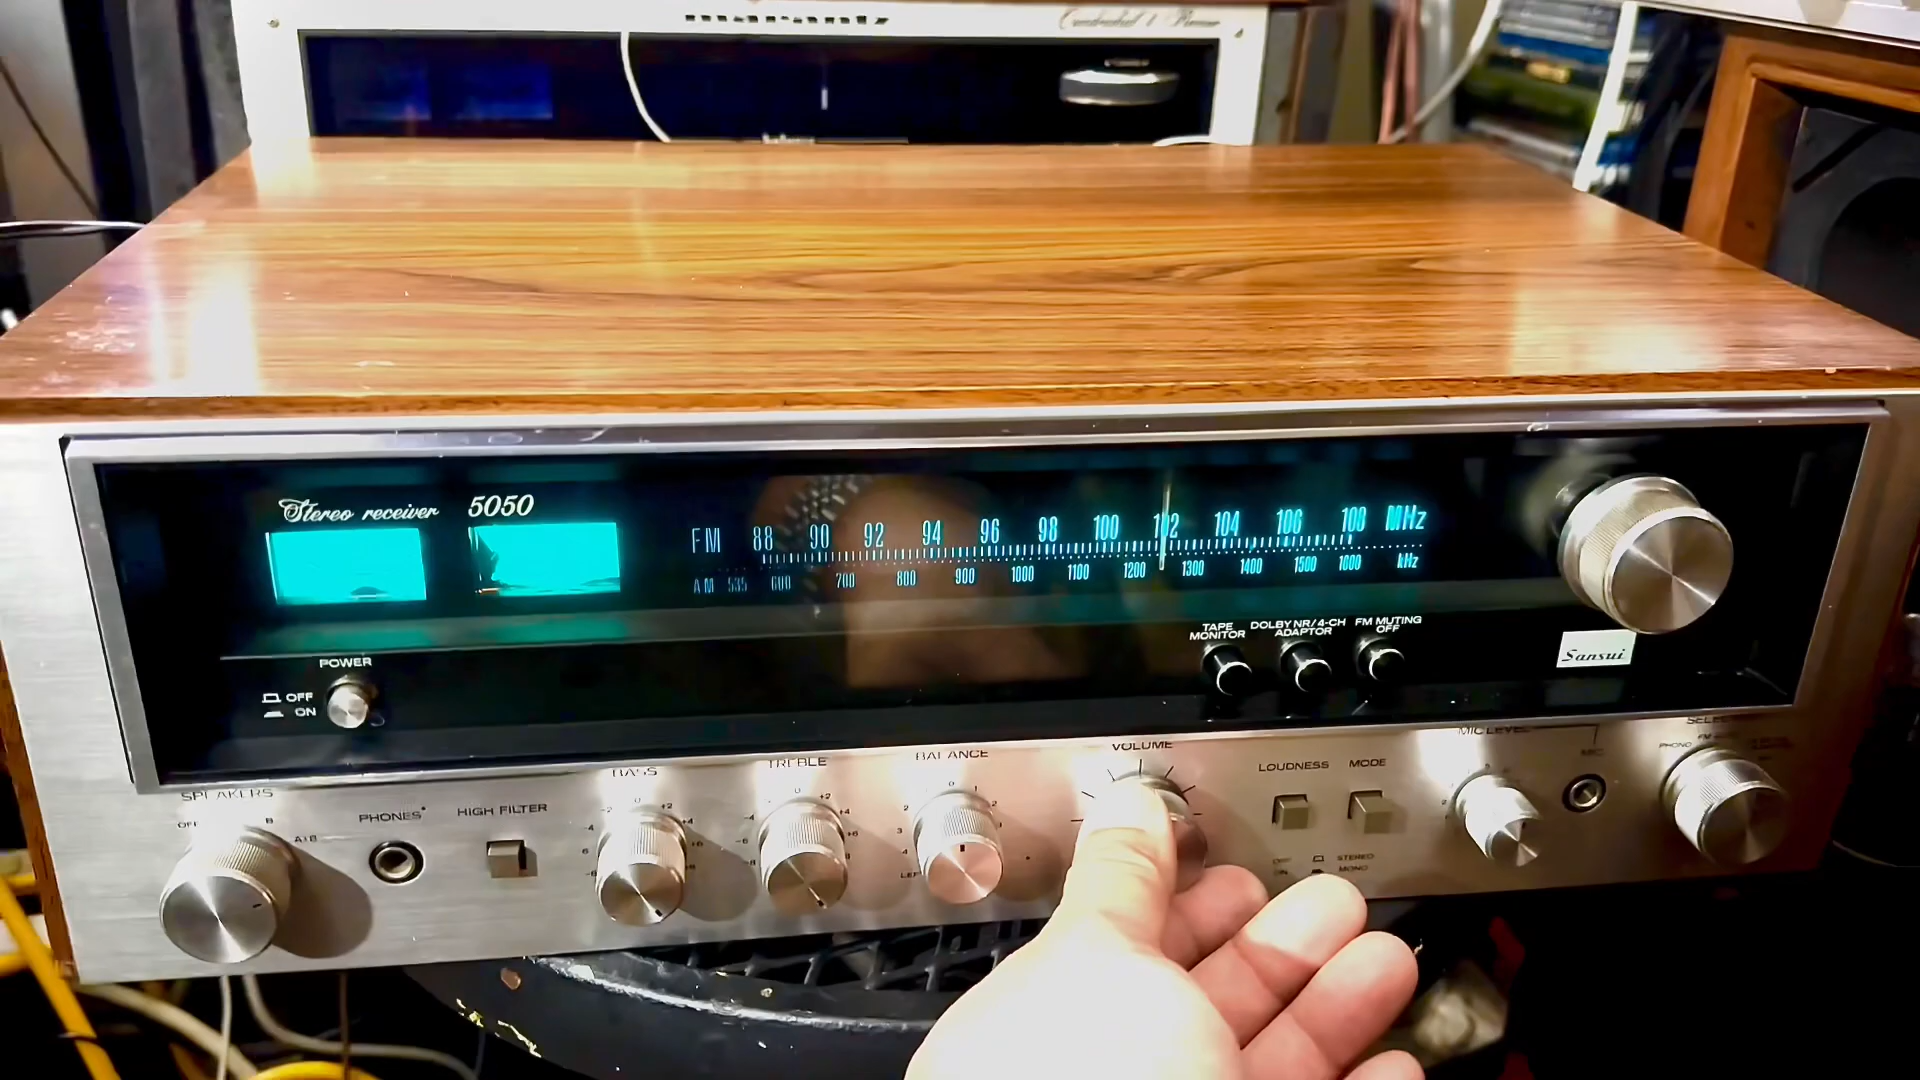 marantz
Stereo receiver 5050
FM 88 90 92 94 96 98 100 102 104 106 108 MHz
AM 535 600 700 800 900 1000 1100 1200 1300 1400 1500 1600 kHz
TAPE MONITOR
DOLBY NR/4-CH ADAPTOR
FM MUTING OFF
Sansui
POWER
OFF
ON
SPEAKERS
OFF B A+B
PHONES
HIGH FILTER
BASS
TREBLE
BALANCE
VOLUME
LOUDNESS
MODE
OFF STEREO
ON MONO
MIC LEVEL
MIC
PHONO